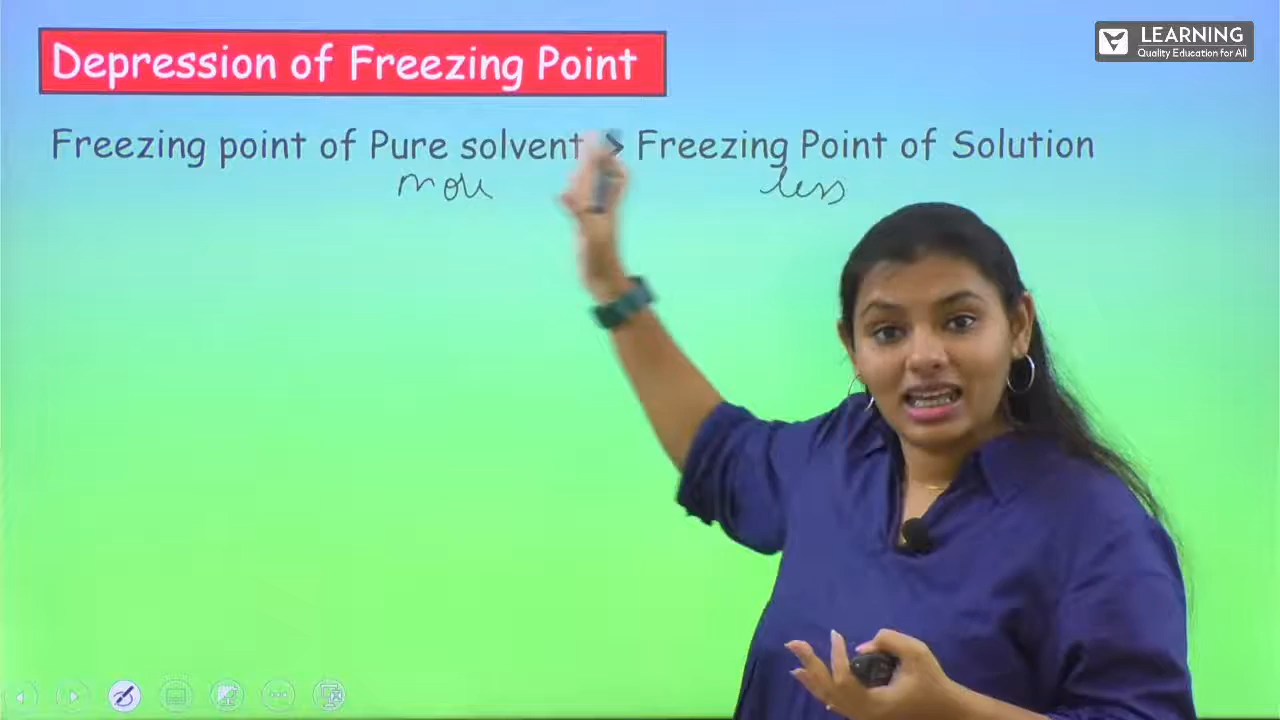 LEARNING
Quality Education for All
Depression of Freezing Point
Freezing point of Pure solvent > Freezing Point of Solution
more less